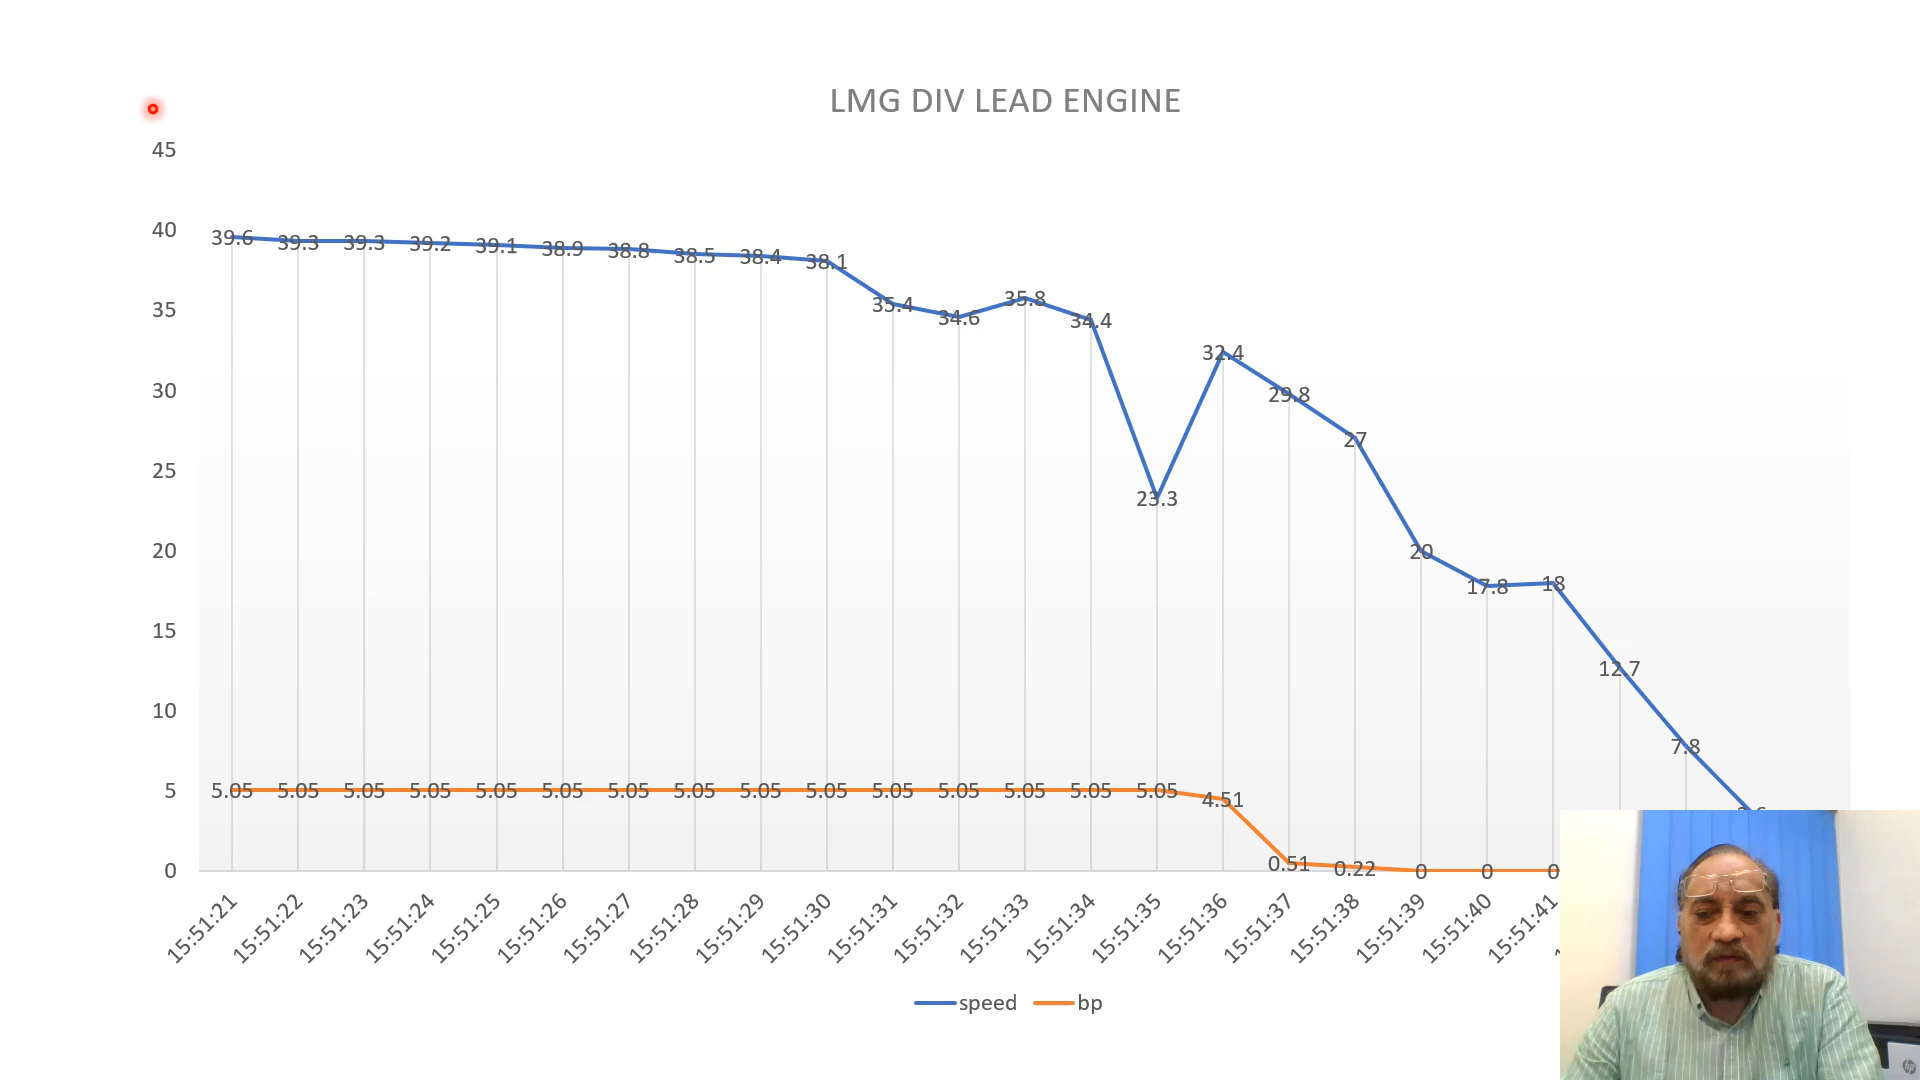 LMG DIV LEAD ENGINE
45
40
35
30
25
20
15
10
5
0
39.6 39.3 39.3 39.2 39.1 38.9 38.8 38.5 38.4 38.1 35.4 34.6 35.8 34.4 23.3 32.4 29.8 27 20 17.8 18 12.7 7.8
5.05 5.05 5.05 5.05 5.05 5.05 5.05 5.05 5.05 5.05 5.05 5.05 5.05 5.05 5.05 4.51 0.51 0.22 0 0 0
15:51:21 15:51:22 15:51:23 15:51:24 15:51:25 15:51:26 15:51:27 15:51:28 15:51:29 15:51:30 15:51:31 15:51:32 15:51:33 15:51:34 15:51:35 15:51:36 15:51:37 15:51:38 15:51:39 15:51:40 15:51:41
speed bp
hp